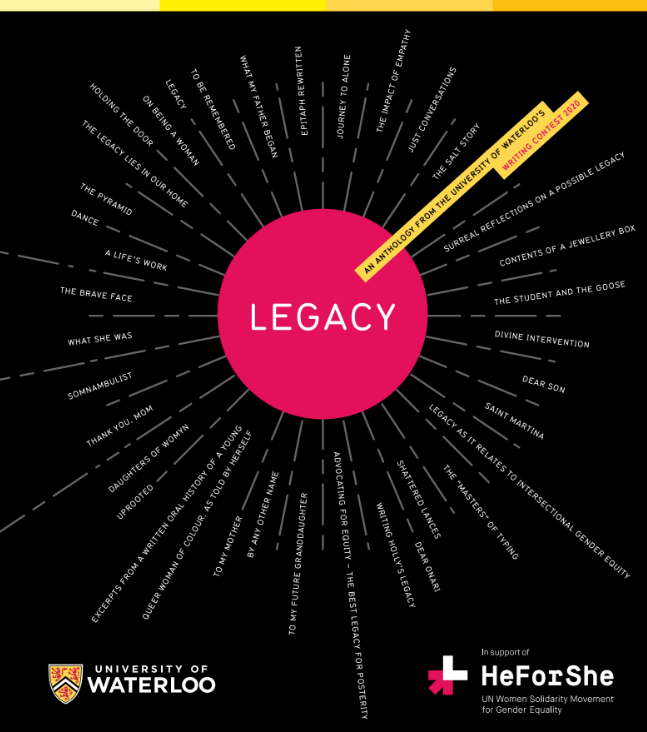 LEGACY
AN ANTHOLOGY FROM THE UNIVERSITY OF WATERLOO'S
WRITING CONTEST 2020
EPITAPH REWRITTEN
JOURNEY TO ALONE
THE IMPACT OF EMPATHY
JUST CONVERSATIONS
THE SALT STORY
SURREAL REFLECTIONS ON A POSSIBLE LEGACY
CONTENTS OF A JEWELLERY BOX
THE STUDENT AND THE GOOSE
DIVINE INTERVENTION
DEAR SON
SAINT MARTINA
LEGACY AS IT RELATES TO INTERSECTIONAL GENDER EQUITY
THE "MASTERS" OF TYPING
SHATTERED LANCES
DEAR ONARI
WRITING HOLLY'S LEGACY
ADVOCATING FOR EQUITY – THE BEST LEGACY FOR POSTERITY
TO MY FUTURE GRANDDAUGHTER
BY ANY OTHER NAME
TO MY MOTHER
EXCERPTS FROM A WRITTEN ORAL HISTORY OF A YOUNG
QUEER WOMAN OF COLOUR, AS TOLD BY HERSELF
UPROOTED
DAUGHTERS OF WOMYN
THANK YOU, MOM
SOMNAMBULIST
WHAT SHE WAS
THE BRAVE FACE
A LIFE'S WORK
DANCE
THE PYRAMID
THE LEGACY LIES IN OUR HOME
HOLDING THE DOOR
ON BEING A WOMAN
LEGACY
TO BE REMEMBERED
WHAT MY FATHER BEGAN
UNIVERSITY OF
WATERLOO
In support of
HeForShe
UN Women Solidarity Movement
for Gender Equality